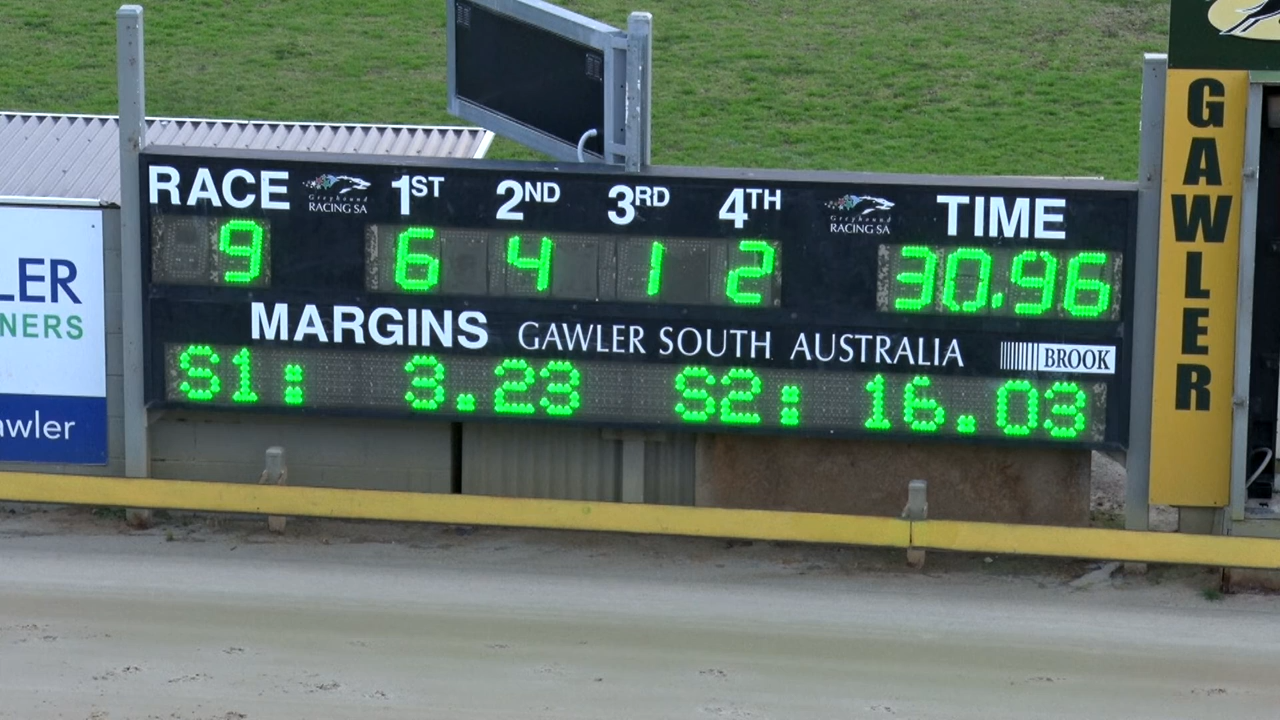 RACE 1ST 2ND 3RD 4TH TIME
Greyhound RACING SA
Greyhound RACING SA
9 6 4 1 2 30.96
MARGINS GAWLER SOUTH AUSTRALIA BROOK
S1: 3.23 S2: 16.03
GAWLER
LER
NERS
awler